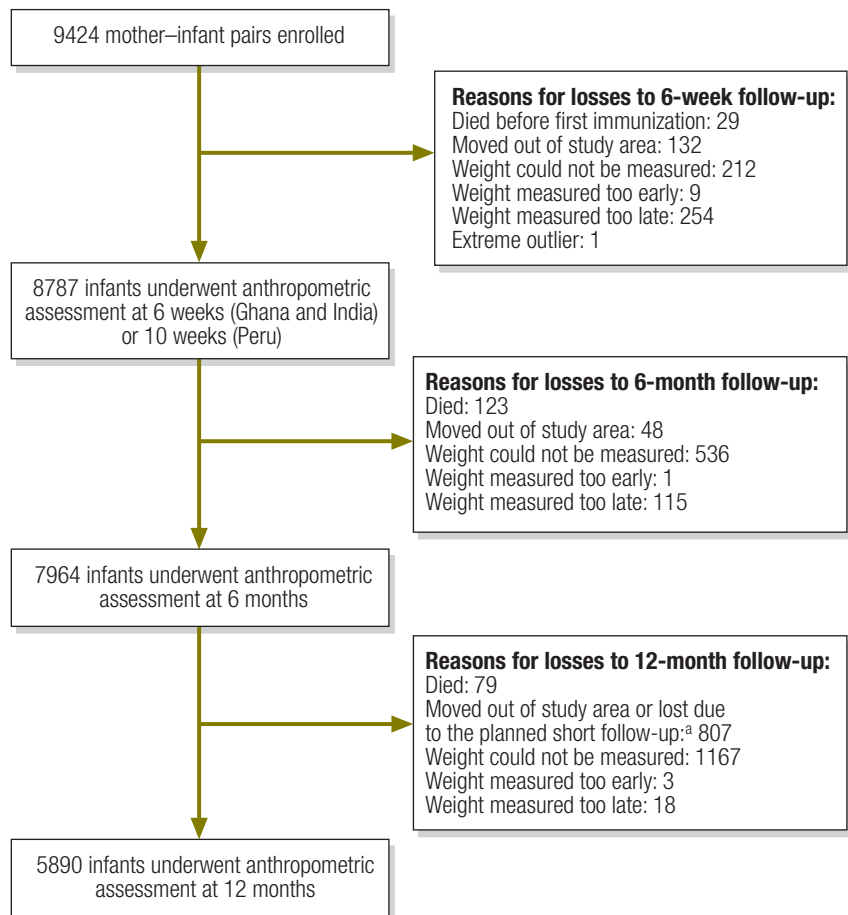 9424 mother–infant pairs enrolled
Reasons for losses to 6-week follow-up:
Died before first immunization: 29
Moved out of study area: 132
Weight could not be measured: 212
Weight measured too early: 9
Weight measured too late: 254
Extreme outlier: 1
8787 infants underwent anthropometric
assessment at 6 weeks (Ghana and India)
or 10 weeks (Peru)
Reasons for losses to 6-month follow-up:
Died: 123
Moved out of study area: 48
Weight could not be measured: 536
Weight measured too early: 1
Weight measured too late: 115
7964 infants underwent anthropometric
assessment at 6 months
Reasons for losses to 12-month follow-up:
Died: 79
Moved out of study area or lost due
to the planned short follow-up:ª 807
Weight could not be measured: 1167
Weight measured too early: 3
Weight measured too late: 18
5890 infants underwent anthropometric
assessment at 12 months